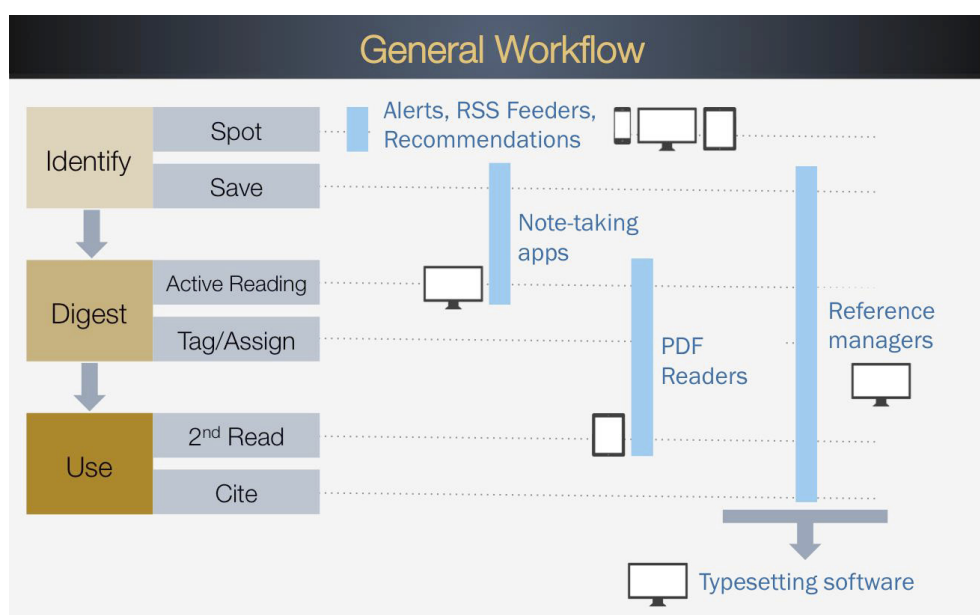 General Workflow
Identify
Spot
Save
Alerts, RSS Feeders,
Recommendations
Note-taking
apps
Digest
Active Reading
Tag/Assign
PDF
Readers
Reference
managers
Use
2nd Read
Cite
Typesetting software